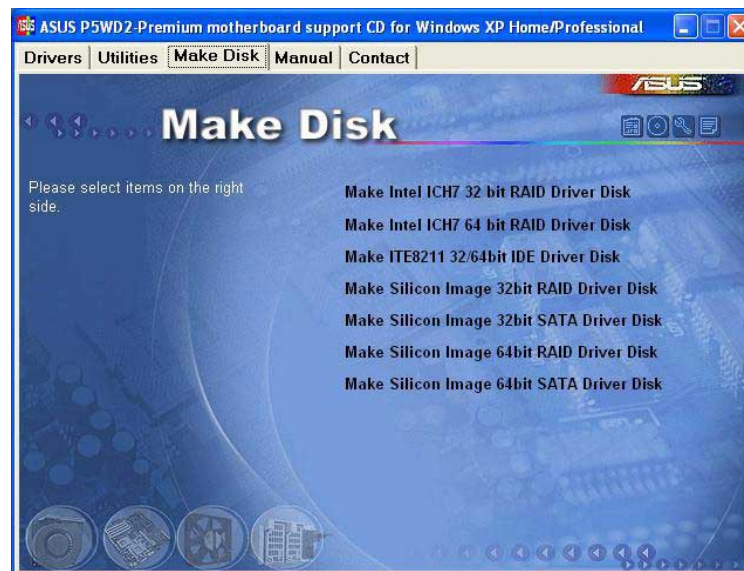 ASUS P5WD2-Premium motherboard support CD for Windows XP Home/Professional
Drivers Utilities Make Disk Manual Contact
ASUS
Make Disk
Please select items on the right
side.
Make Intel ICH7 32 bit RAID Driver Disk
Make Intel ICH7 64 bit RAID Driver Disk
Make ITE8211 32/64bit IDE Driver Disk
Make Silicon Image 32bit RAID Driver Disk
Make Silicon Image 32bit SATA Driver Disk
Make Silicon Image 64bit RAID Driver Disk
Make Silicon Image 64bit SATA Driver Disk